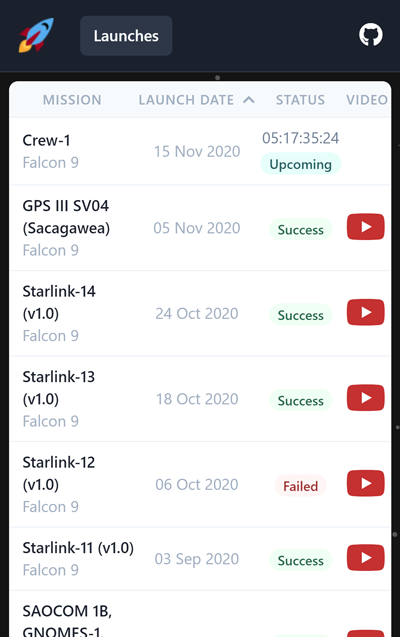 Launches
MISSION LAUNCH DATE STATUS VIDEO
Crew-1
Falcon 9
15 Nov 2020
05:17:35:24
Upcoming
GPS III SV04
(Sacagawea)
Falcon 9
05 Nov 2020
Success
Starlink-14
(v1.0)
Falcon 9
24 Oct 2020
Success
Starlink-13
(v1.0)
Falcon 9
18 Oct 2020
Success
Starlink-12
(v1.0)
Falcon 9
06 Oct 2020
Failed
Starlink-11 (v1.0)
Falcon 9
03 Sep 2020
Success
SAOCOM 1B,
GNOMES-1,